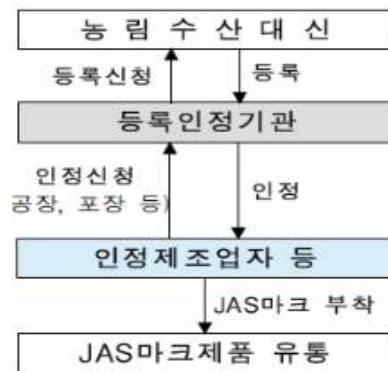 농 림 수 산 대 신
등록신청
등록
등록인정기관
인정신청
공장, 포장 등)
인정
인정제조업자 등
JAS마크 부착
JAS마크제품 유통